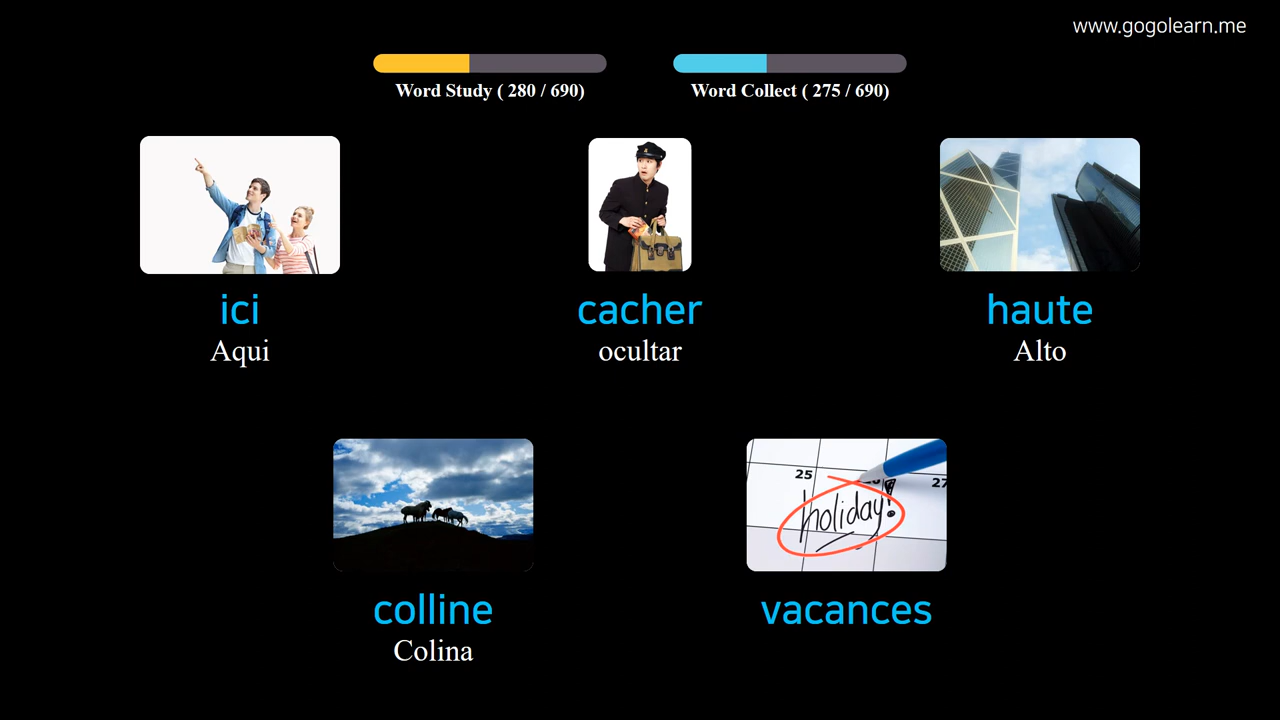 www.gogolearn.me
Word Study ( 280 / 690)
Word Collect ( 275 / 690)
ici
Aqui
cacher
ocultar
haute
Alto
25
27
holiday!
colline
Colina
vacances